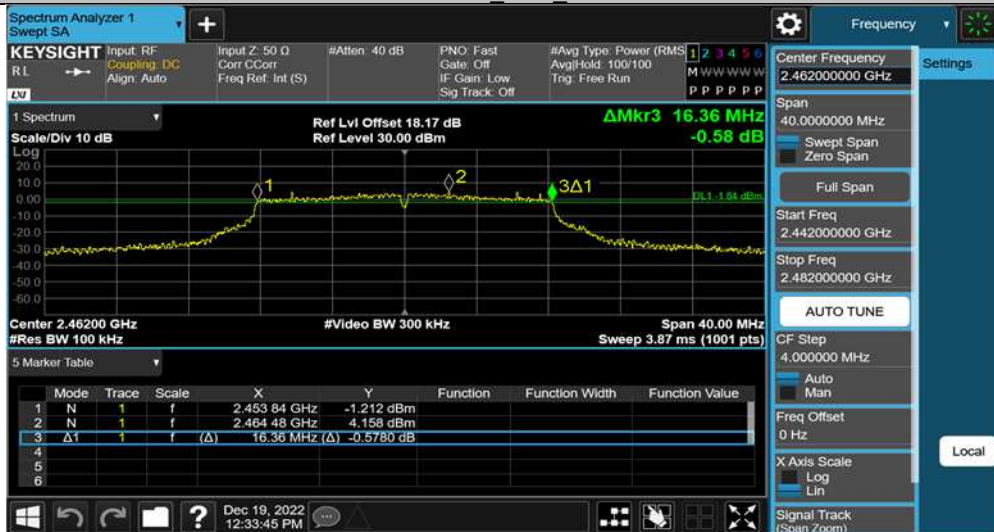 Spectrum Analyzer 1
Swept SA
+
Frequency
KEYSIGHT Input: RF Input Z: 50 Ω #Atten: 40 dB PNO: Fast #Avg Type: Power (RMS 1 2 3 4 5 6
RL Coupling: DC Corr CCorr Gate: Off Avg|Hold: 100/100 M W W W W W
Align: Auto Freq Ref: Int (S) IF Gain: Low Trig: Free Run
LXI Sig Track: Off P P P P P P
1 Spectrum
Ref Lvl Offset 18.17 dB ΔMkr3 16.36 MHz
Scale/Div 10 dB Ref Level 30.00 dBm -0.58 dB
Log
20.0
10.0
0.00
-10.0
-20.0
-30.0
-40.0
-50.0
-60.0
1
2
3Δ1
DL1 -1.84 dBm
Center 2.46200 GHz #Video BW 300 kHz Span 40.00 MHz
#Res BW 100 kHz Sweep 3.87 ms (1001 pts)
5 Marker Table
Mode Trace Scale X Y Function Function Width Function Value
1 N 1 f 2.453 84 GHz -1.212 dBm
2 N 1 f 2.464 48 GHz 4.158 dBm
3 Δ1 1 f (Δ) 16.36 MHz (Δ) -0.5780 dB
4
5
6
?
Dec 19, 2022
12:33:45 PM
Center Frequency
2.462000000 GHz
Settings
Span
40.0000000 MHz
Swept Span
Zero Span
Full Span
Start Freq
2.442000000 GHz
Stop Freq
2.482000000 GHz
AUTO TUNE
CF Step
4.000000 MHz
Auto
Man
Freq Offset
0 Hz
Local
X Axis Scale
Log
Lin
Signal Track
(Span Zoom)